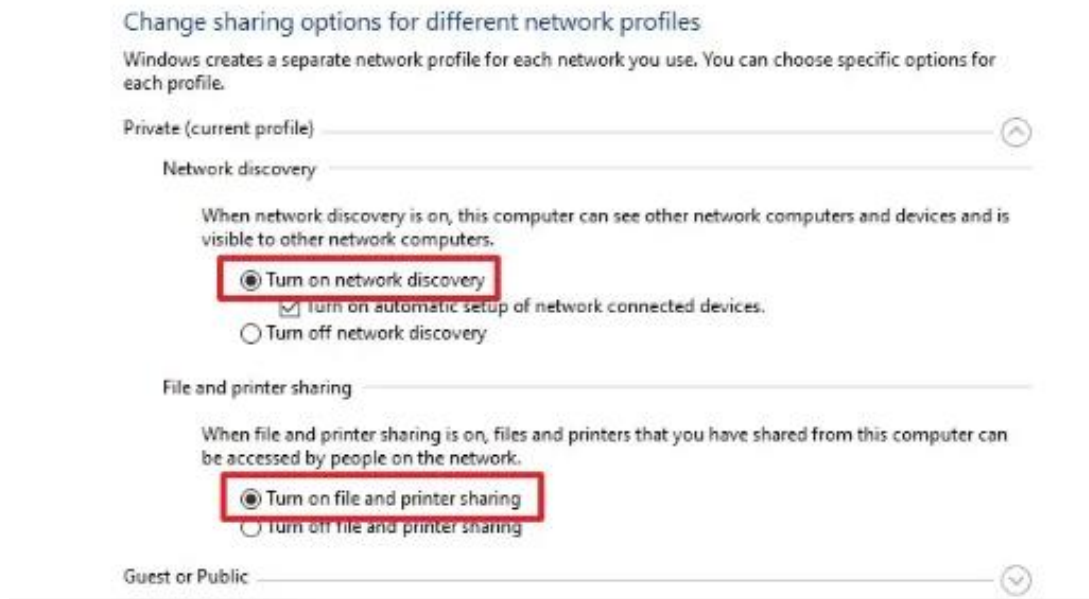 Change sharing options for different network profiles
Windows creates a separate network profile for each network you use. You can choose specific options for
each profile.
Private (current profile)
Network discovery
When network discovery is on, this computer can see other network computers and devices and is
visible to other network computers.
Turn on network discovery
Turn on automatic setup of network connected devices.
Turn off network discovery
File and printer sharing
When file and printer sharing is on, files and printers that you have shared from this computer can
be accessed by people on the network.
Turn on file and printer sharing
Turn off file and printer sharing
Guest or Public